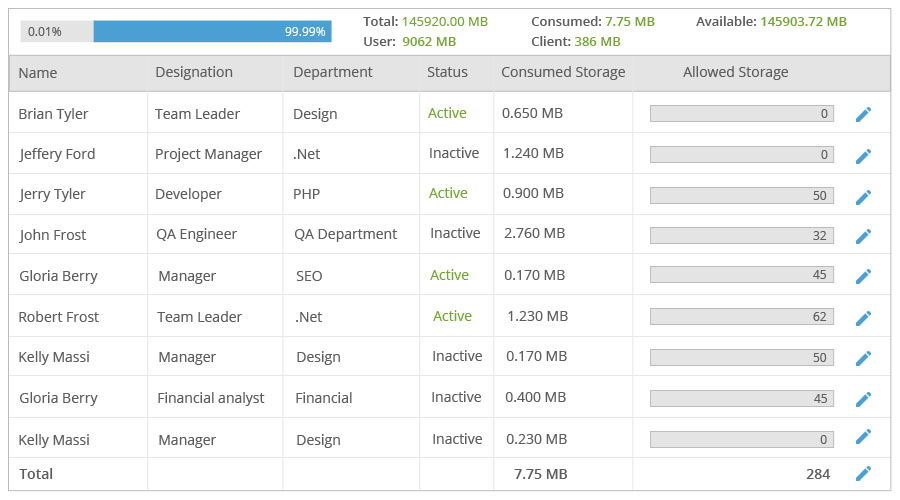 0.01% 99.99% Total: 145920.00 MB Consumed: 7.75 MB Available: 145903.72 MB
User: 9062 MB Client: 386 MB
Name Designation Department Status Consumed Storage Allowed Storage
Brian Tyler Team Leader Design Active 0.650 MB 0
Jeffery Ford Project Manager .Net Inactive 1.240 MB 0
Jerry Tyler Developer PHP Active 0.900 MB 50
John Frost QA Engineer QA Department Inactive 2.760 MB 32
Gloria Berry Manager SEO Active 0.170 MB 45
Robert Frost Team Leader .Net Active 1.230 MB 62
Kelly Massi Manager Design Inactive 0.170 MB 50
Gloria Berry Financial analyst Financial Inactive 0.400 MB 45
Kelly Massi Manager Design Inactive 0.230 MB 0
Total 7.75 MB 284